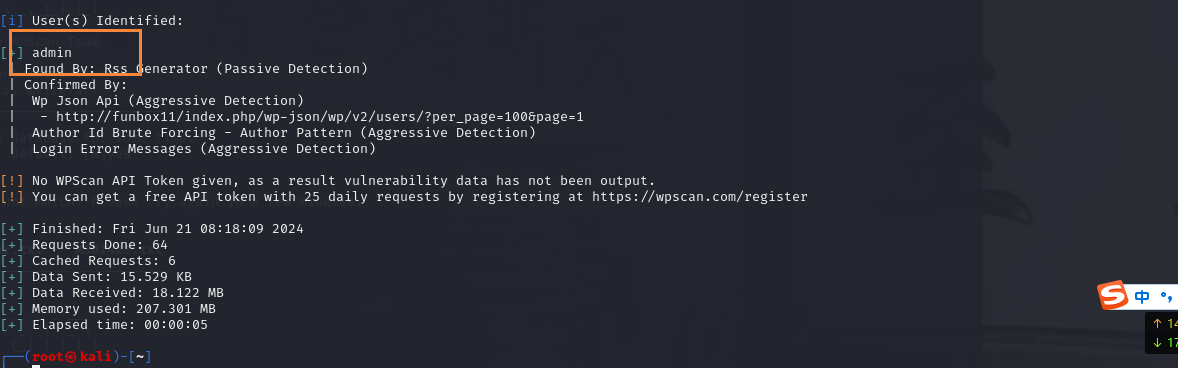 [i] User(s) Identified:
[+] admin
| Found By: Rss Generator (Passive Detection)
| Confirmed By:
|  Wp Json Api (Aggressive Detection)
|   - http://funbox11/index.php/wp-json/wp/v2/users/?per_page=100&page=1
|  Author Id Brute Forcing - Author Pattern (Aggressive Detection)
|  Login Error Messages (Aggressive Detection)
[!] No WPScan API Token given, as a result vulnerability data has not been output.
[!] You can get a free API token with 25 daily requests by registering at https://wpscan.com/register
[+] Finished: Fri Jun 21 08:18:09 2024
[+] Requests Done: 64
[+] Cached Requests: 6
[+] Data Sent: 15.529 KB
[+] Data Received: 18.122 MB
[+] Memory used: 207.301 MB
[+] Elapsed time: 00:00:05
┌──(root㉿kali)-[~]
S 中 °,
↑ 14
↓ 17